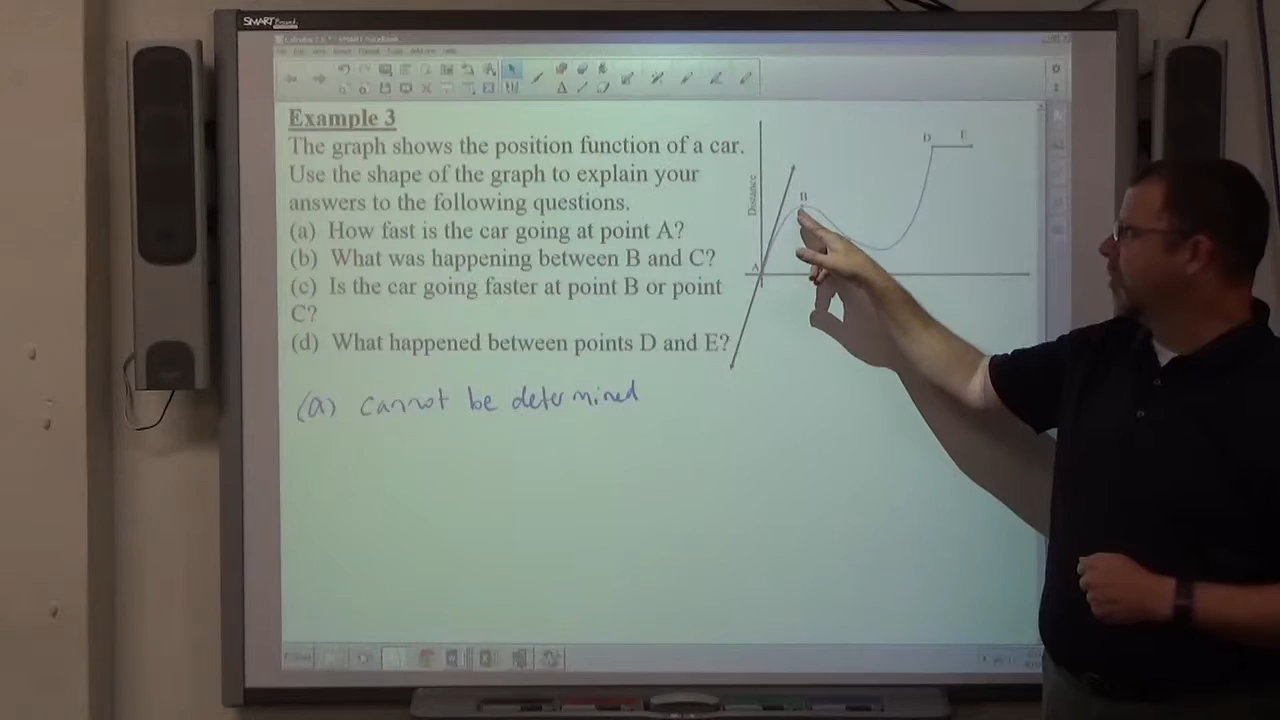 SMART Board
Example 3
The graph shows the position function of a car.
Use the shape of the graph to explain your
answers to the following questions.
(a) How fast is the car going at point A?
(b) What was happening between B and C?
(c) Is the car going faster at point B or point
C?
(d) What happened between points D and E?
(a) cannot be determined
Distance
A
B
D
E